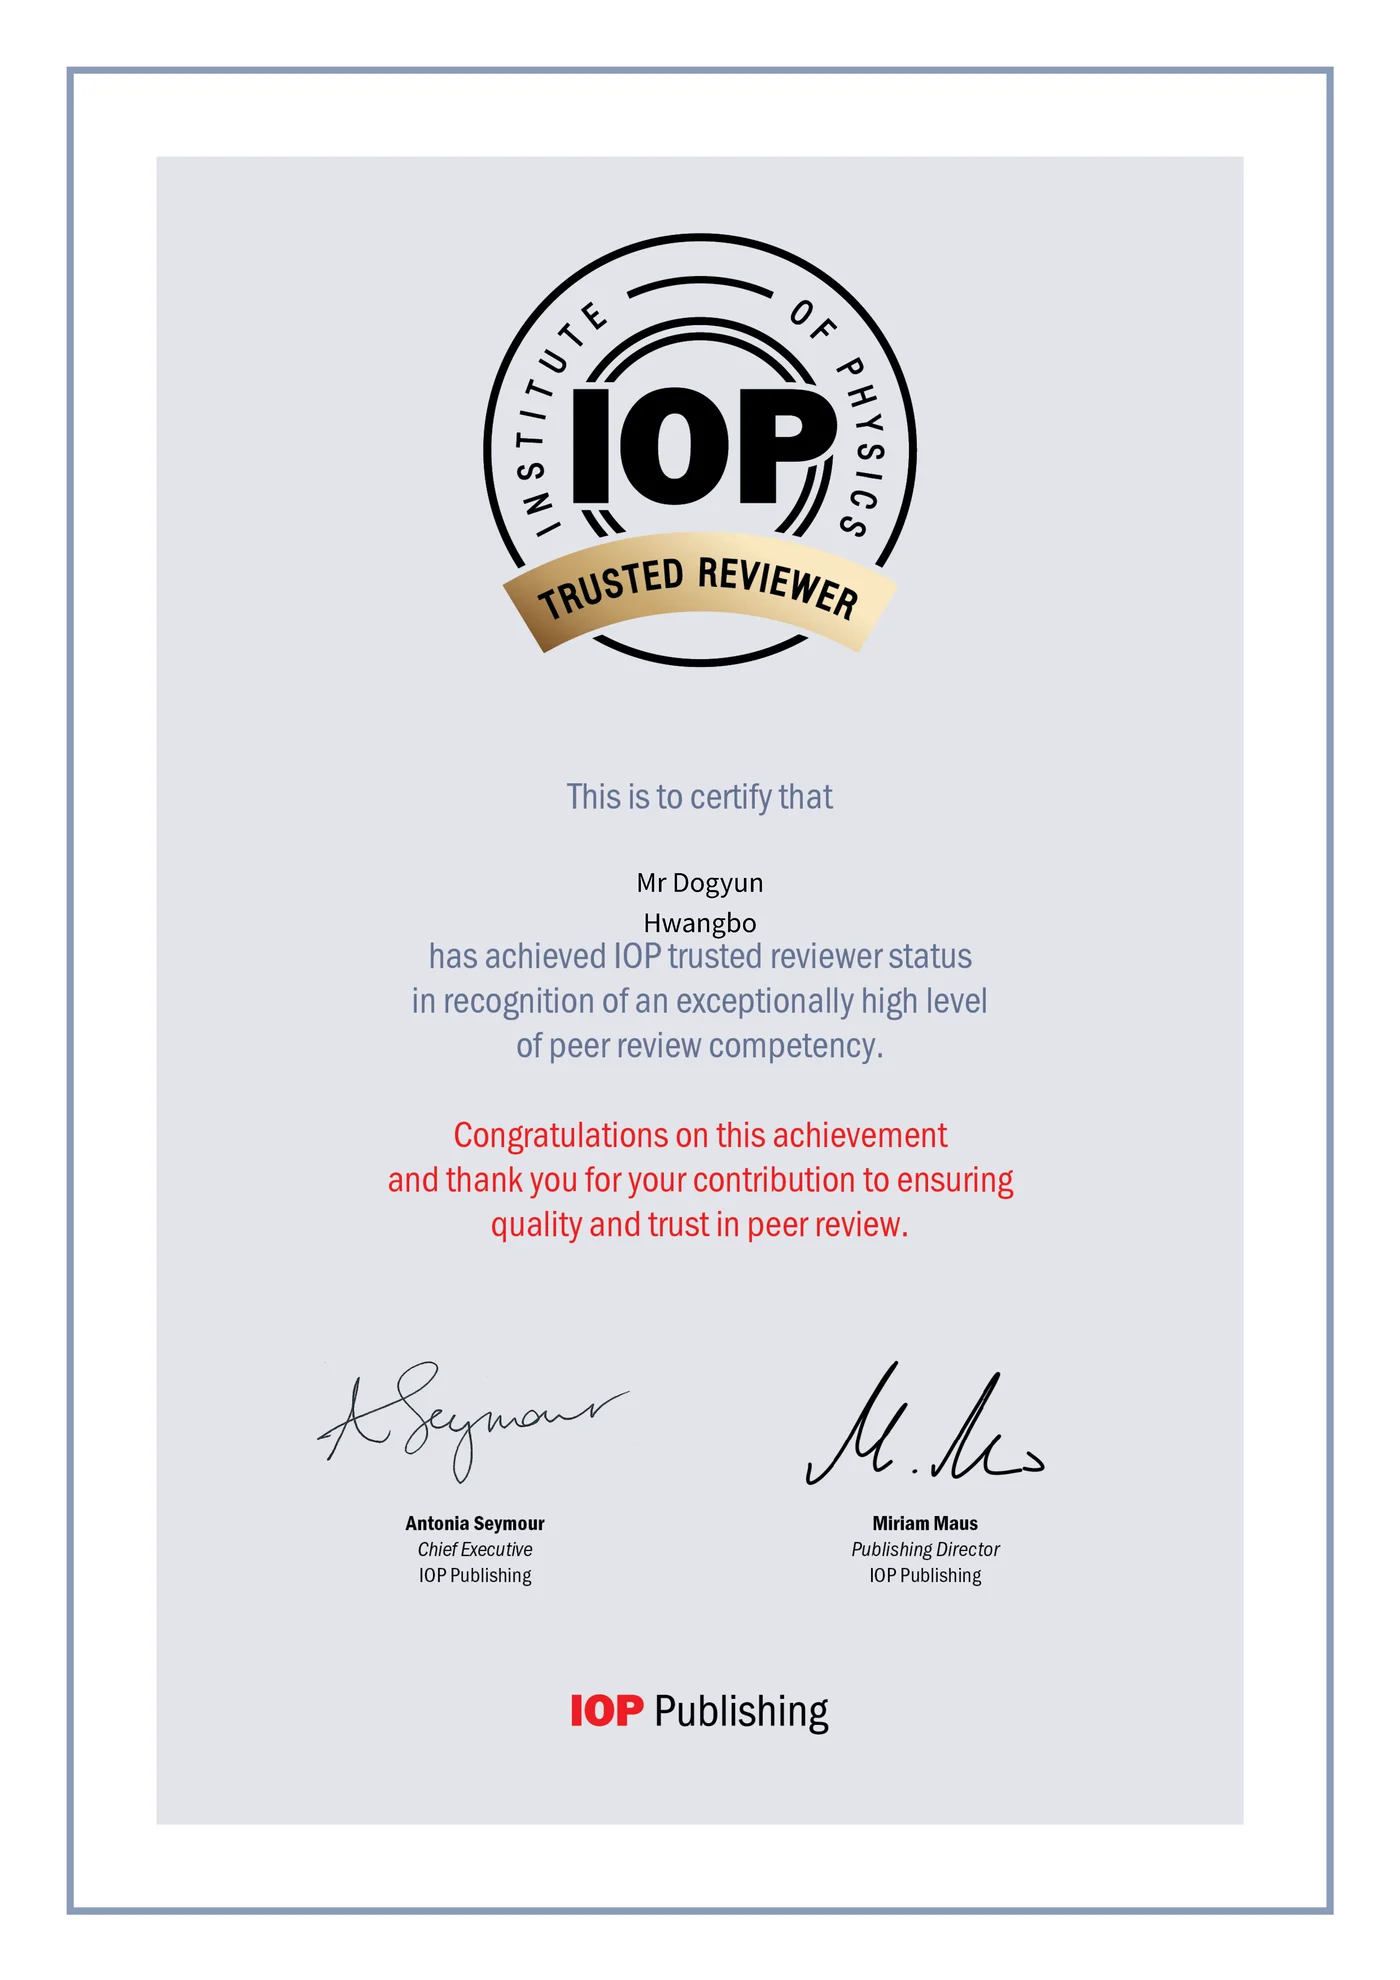 INSTITUTE OF PHYSICS
IOP
TRUSTED REVIEWER
This is to certify that
Mr Dogyun
Hwangbo
has achieved IOP trusted reviewer status
in recognition of an exceptionally high level
of peer review competency.
Congratulations on this achievement
and thank you for your contribution to ensuring
quality and trust in peer review.
A Seymour
M. Maus
Antonia Seymour
Miriam Maus
Chief Executive
Publishing Director
IOP Publishing
IOP Publishing
IOP Publishing